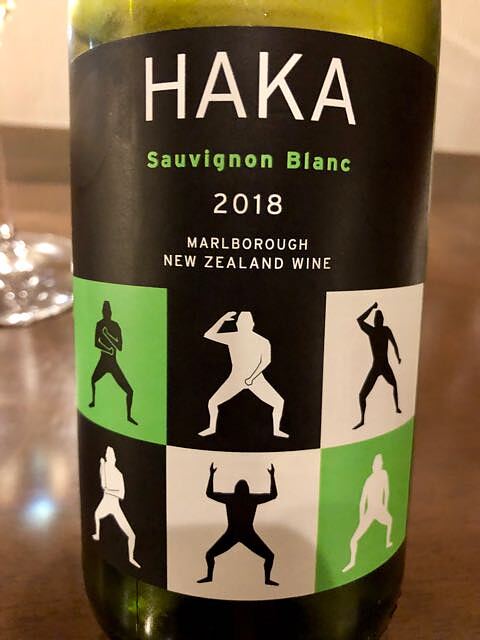 HAKA
Sauvignon Blanc
2018
MARLBOROUGH
NEW ZEALAND WINE